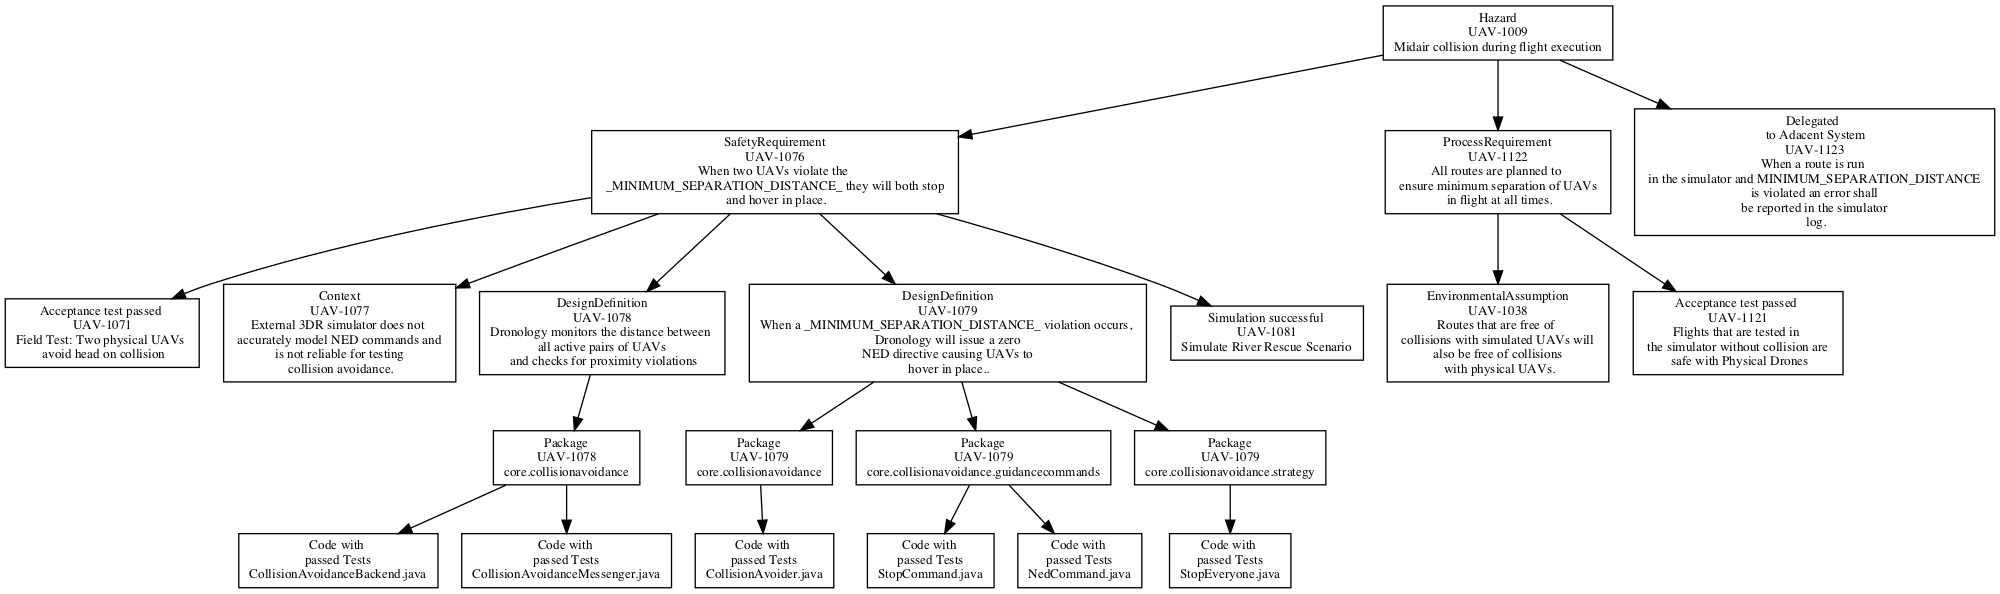 Hazard
UAV-1009
Midair collision during flight execution
SafetyRequirement
UAV-1076
When two UAVs violate the
_MINIMUM_SEPARATION_DISTANCE_ they will both stop
and hover in place.
ProcessRequirement
UAV-1122
All routes are planned to
ensure minimum separation of UAVs
in flight at all times.
Delegated
to Adacent System
UAV-1123
When a route is run
in the simulator and MINIMUM_SEPARATION_DISTANCE
is violated an error shall
be reported in the simulator
log.
Acceptance test passed
UAV-1071
Field Test: Two physical UAVs
avoid head on collision
Context
UAV-1077
External 3DR simulator does not
accurately model NED commands and
is not reliable for testing
collision avoidance.
DesignDefinition
UAV-1078
Dronology monitors the distance between
all active pairs of UAVs
and checks for proximity violations
DesignDefinition
UAV-1079
When a _MINIMUM_SEPARATION_DISTANCE_ violation occurs,
Dronology will issue a zero
NED directive causing UAVs to
hover in place..
Simulation successful
UAV-1081
Simulate River Rescue Scenario
EnvironmentalAssumption
UAV-1038
Routes that are free of
collisions with simulated UAVs will
also be free of collisions
with physical UAVs.
Acceptance test passed
UAV-1121
Flights that are tested in
the simulator without collision are
safe with Physical Drones
Package
UAV-1078
core.collisionavoidance
Package
UAV-1079
core.collisionavoidance
Package
UAV-1079
core.collisionavoidance.guidancecommands
Package
UAV-1079
core.collisionavoidance.strategy
Code with
passed Tests
CollisionAvoidanceBackend.java
Code with
passed Tests
CollisionAvoidanceMessenger.java
Code with
passed Tests
CollisionAvoider.java
Code with
passed Tests
StopCommand.java
Code with
passed Tests
NedCommand.java
Code with
passed Tests
StopEveryone.java